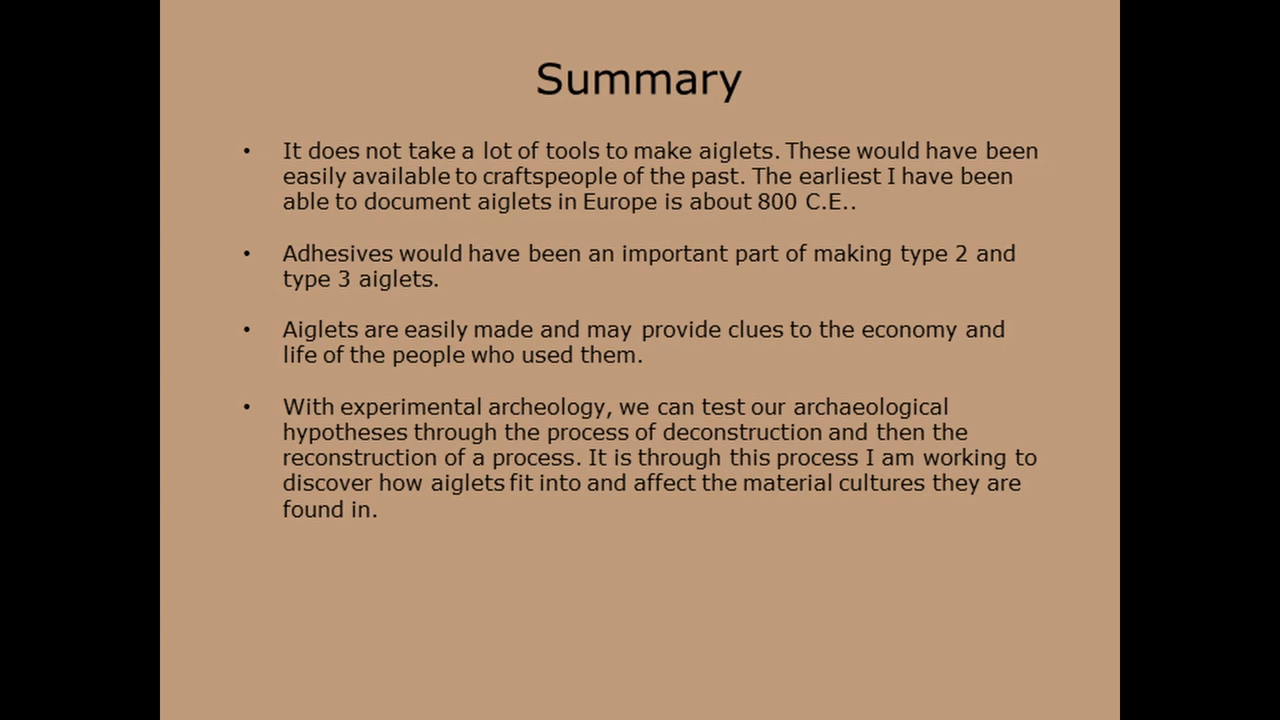 Summary
• It does not take a lot of tools to make aiglets. These would have been
easily available to craftspeople of the past. The earliest I have been
able to document aiglets in Europe is about 800 C.E..
• Adhesives would have been an important part of making type 2 and
type 3 aiglets.
• Aiglets are easily made and may provide clues to the economy and
life of the people who used them.
• With experimental archeology, we can test our archaeological
hypotheses through the process of deconstruction and then the
reconstruction of a process. It is through this process I am working to
discover how aiglets fit into and affect the material cultures they are
found in.